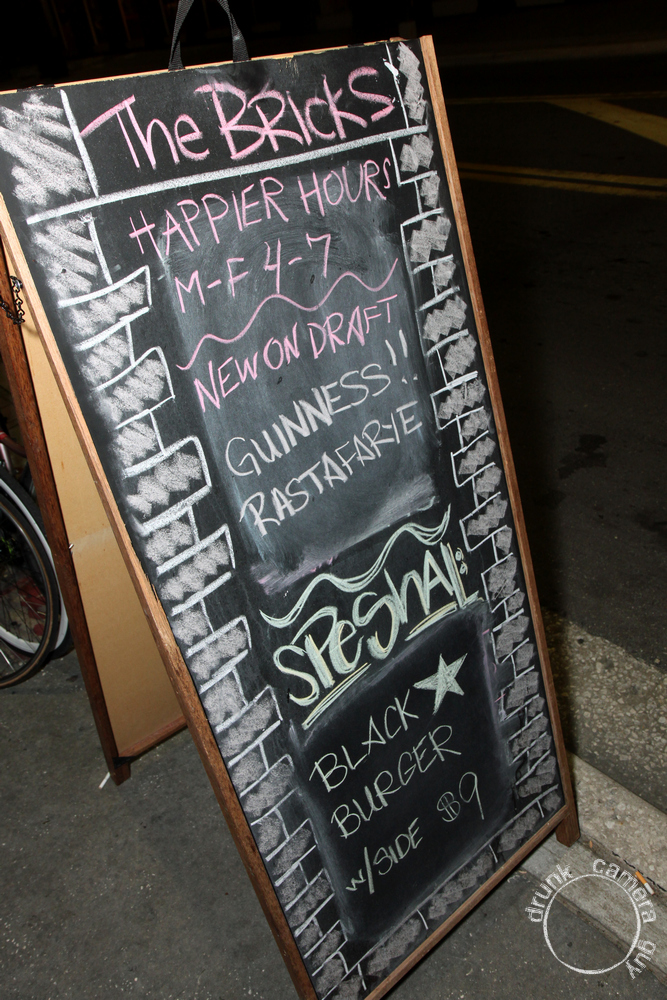 The BRicks
HAPPIER HOURS
M-F 4-7
NEW ON DRAFT
GUINNESS!!
RASTAFARYE
SPeShAL:
BLACK
BURGER
w/SIDE $9
drunk camera guy